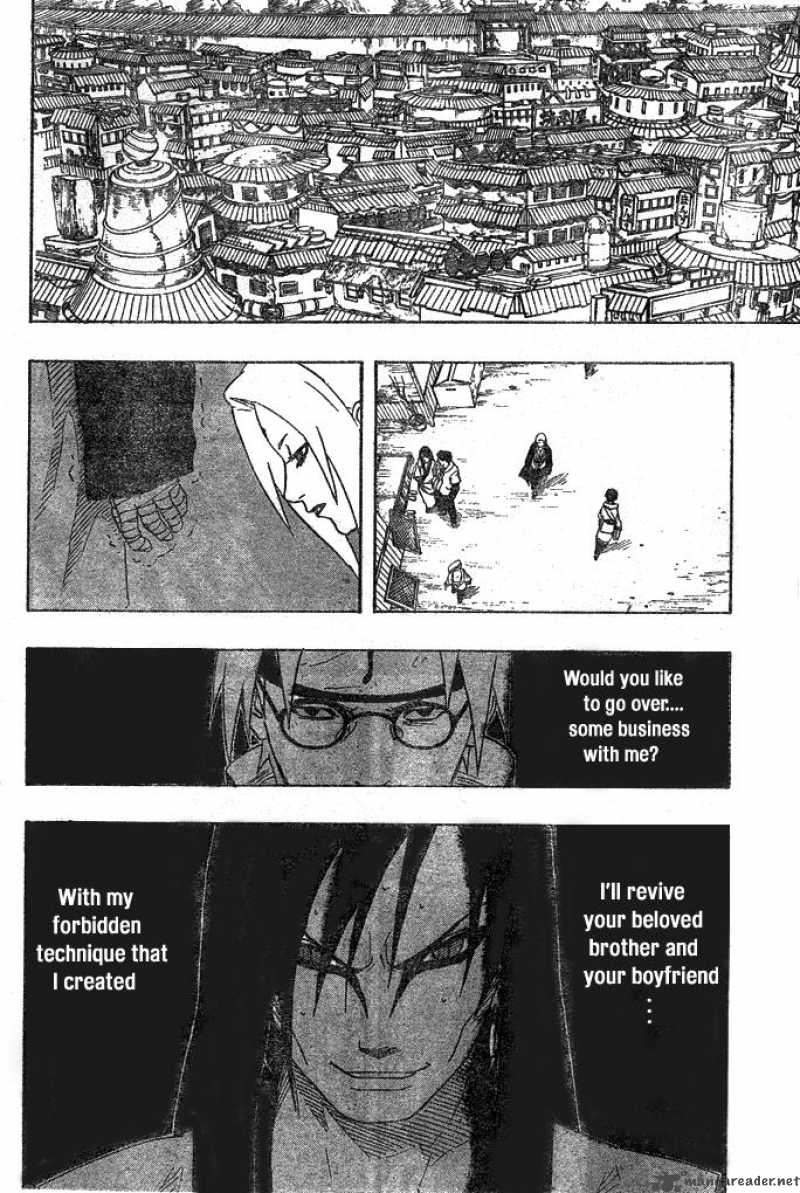 Would you like
to go over....
some business
with me?
I'll revive
your beloved
brother and
your boyfriend
...
With my
forbidden
technique that
I created
mangareader.net